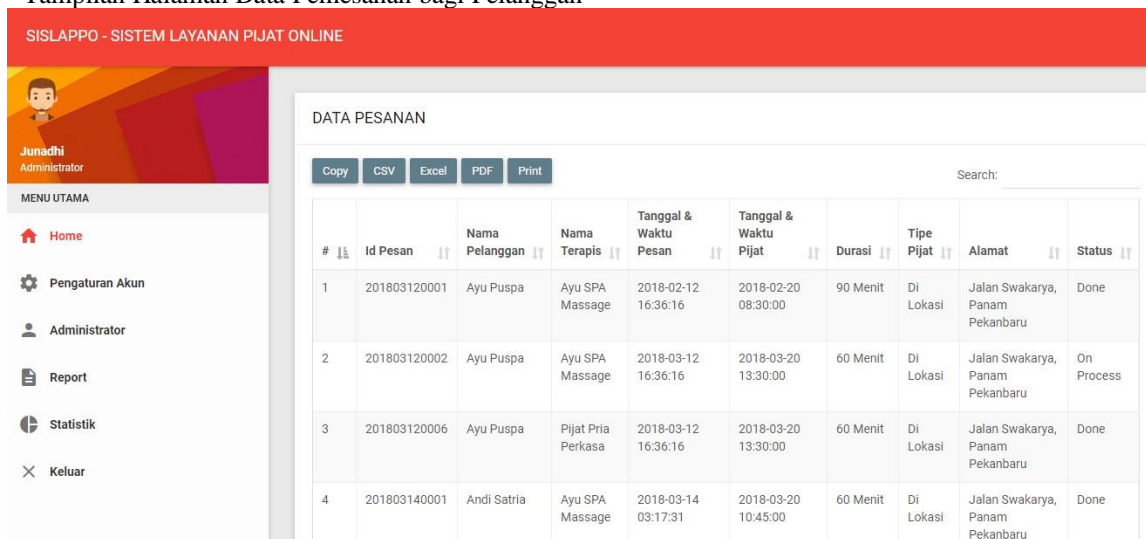 Tampilan Halaman Data Pemesanan bagi Pelanggan
SISLAPPO - SISTEM LAYANAN PIJAT ONLINE
Junadhi
Administrator
MENU UTAMA
Home
Pengaturan Akun
Administrator
Report
Statistik
Keluar
DATA PESANAN
Copy CSV Excel PDF Print
Search:
# Id Pesan Nama Pelanggan Nama Terapis Tanggal & Waktu Pesan Tanggal & Waktu Pijat Durasi Tipe Pijat Alamat Status
1 201803120001 Ayu Puspa Ayu SPA Massage 2018-02-12 16:36:16 2018-02-20 08:30:00 90 Menit Di Lokasi Jalan Swakarya, Panam Pekanbaru Done
2 201803120002 Ayu Puspa Ayu SPA Massage 2018-03-12 16:36:16 2018-03-20 13:30:00 60 Menit Di Lokasi Jalan Swakarya, Panam Pekanbaru On Process
3 201803120006 Ayu Puspa Pijat Pria Perkasa 2018-03-12 16:36:16 2018-03-20 13:30:00 60 Menit Di Lokasi Jalan Swakarya, Panam Pekanbaru Done
4 201803140001 Andi Satria Ayu SPA Massage 2018-03-14 03:17:31 2018-03-20 10:45:00 60 Menit Di Lokasi Jalan Swakarya, Panam Pekanbaru Done